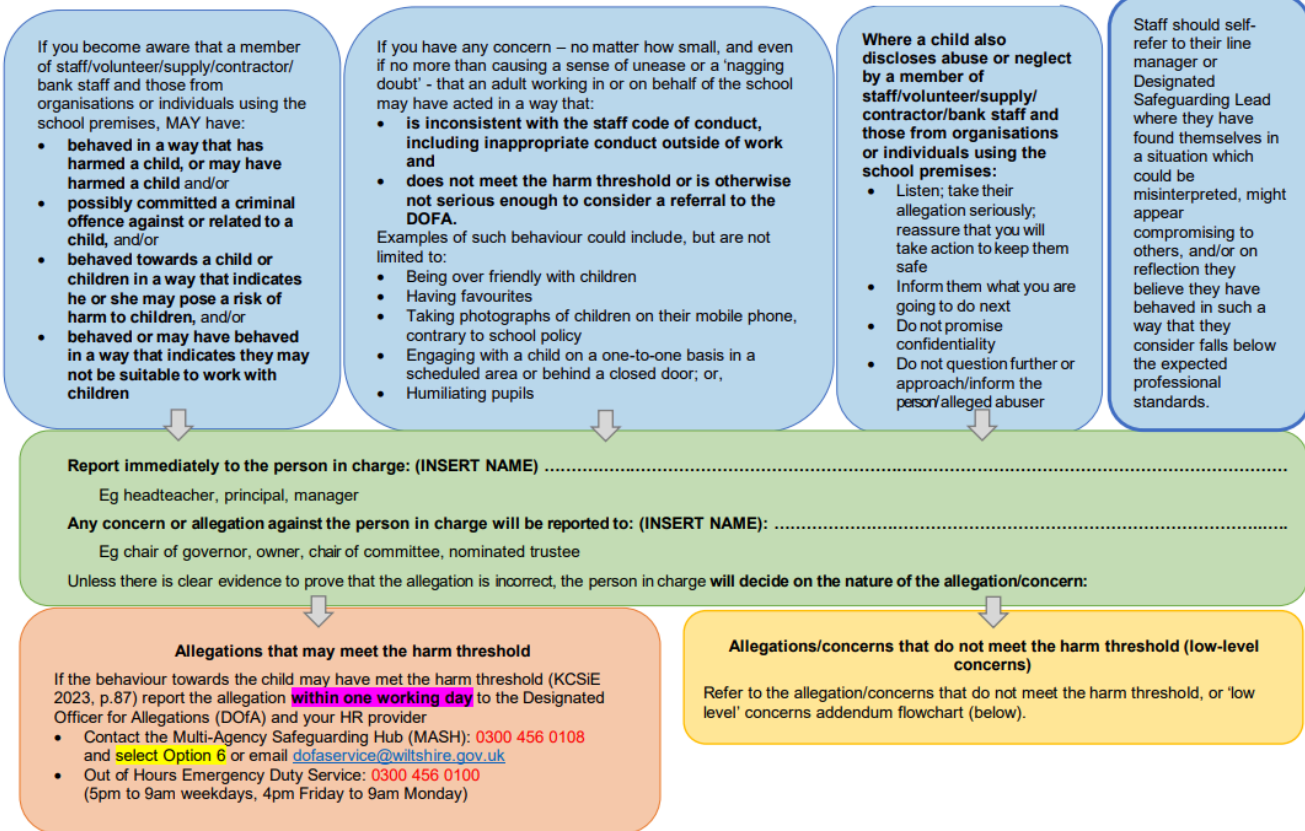 If you become aware that a member
of staff/volunteer/supply/contractor/
bank staff and those from
organisations or individuals using the
school premises, MAY have:
• behaved in a way that has
harmed a child, or may have
harmed a child and/or
• possibly committed a criminal
offence against or related to a
child, and/or
• behaved towards a child or
children in a way that indicates
he or she may pose a risk of
harm to children, and/or
• behaved or may have behaved
in a way that indicates they may
not be suitable to work with
children
If you have any concern – no matter how small, and even
if no more than causing a sense of unease or a ‘nagging
doubt’ - that an adult working in or on behalf of the school
may have acted in a way that:
• is inconsistent with the staff code of conduct,
including inappropriate conduct outside of work
and
• does not meet the harm threshold or is otherwise
not serious enough to consider a referral to the
DOFA.
Examples of such behaviour could include, but are not
limited to:
• Being over friendly with children
• Having favourites
• Taking photographs of children on their mobile phone,
contrary to school policy
• Engaging with a child on a one-to-one basis in a
scheduled area or behind a closed door; or,
• Humiliating pupils
Where a child also
discloses abuse or neglect
by a member of
staff/volunteer/supply/
contractor/bank staff and
those from organisations
or individuals using the
school premises:
• Listen; take their
allegation seriously;
reassure that you will
take action to keep them
safe
• Inform them what you are
going to do next
• Do not promise
confidentiality
• Do not question further or
approach/inform the
person/alleged abuser
Staff should self-
refer to their line
manager or
Designated
Safeguarding Lead
where they have
found themselves in
a situation which
could be
misinterpreted, might
appear
compromising to
others, and/or on
reflection they
believe they have
behaved in such a
way that they
consider falls below
the expected
professional
standards.
Report immediately to the person in charge: (INSERT NAME) ……………………………………………………………………………
Eg headteacher, principal, manager
Any concern or allegation against the person in charge will be reported to: (INSERT NAME): ……………………………………………………
Eg chair of governor, owner, chair of committee, nominated trustee
Unless there is clear evidence to prove that the allegation is incorrect, the person in charge will decide on the nature of the allegation/concern:
Allegations that may meet the harm threshold
If the behaviour towards the child may have met the harm threshold (KCSiE
2023, p.87) report the allegation within one working day to the Designated
Officer for Allegations (DOfA) and your HR provider
• Contact the Multi-Agency Safeguarding Hub (MASH): 0300 456 0108
and select Option 6 or email dofaservice@wiltshire.gov.uk
• Out of Hours Emergency Duty Service: 0300 456 0100
(5pm to 9am weekdays, 4pm Friday to 9am Monday)
Allegations/concerns that do not meet the harm threshold (low-level
concerns)
Refer to the allegation/concerns that do not meet the harm threshold, or ‘low
level’ concerns addendum flowchart (below).